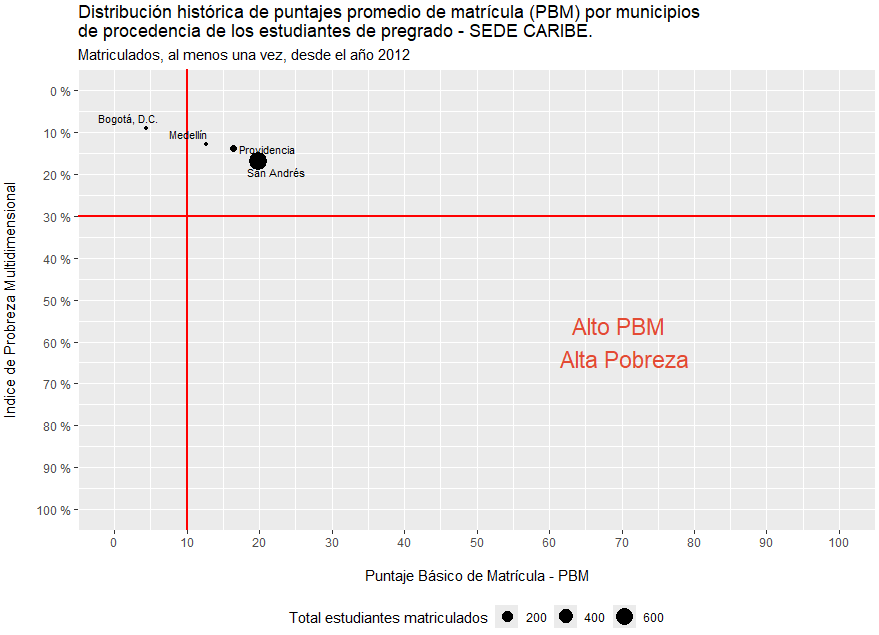 Distribución histórica de puntajes promedio de matrícula (PBM) por municipios
de procedencia de los estudiantes de pregrado - SEDE CARIBE.
Matriculados, al menos una vez, desde el año 2012
Indice de Probreza Multidimensional
0 %
10 %
20 %
30 %
40 %
50 %
60 %
70 %
80 %
90 %
100 %
Bogotá, D.C.
Medellín
Providencia
San Andrés
Alto PBM
Alta Pobreza
0 10 20 30 40 50 60 70 80 90 100
Puntaje Básico de Matrícula - PBM
Total estudiantes matriculados 200 400 600